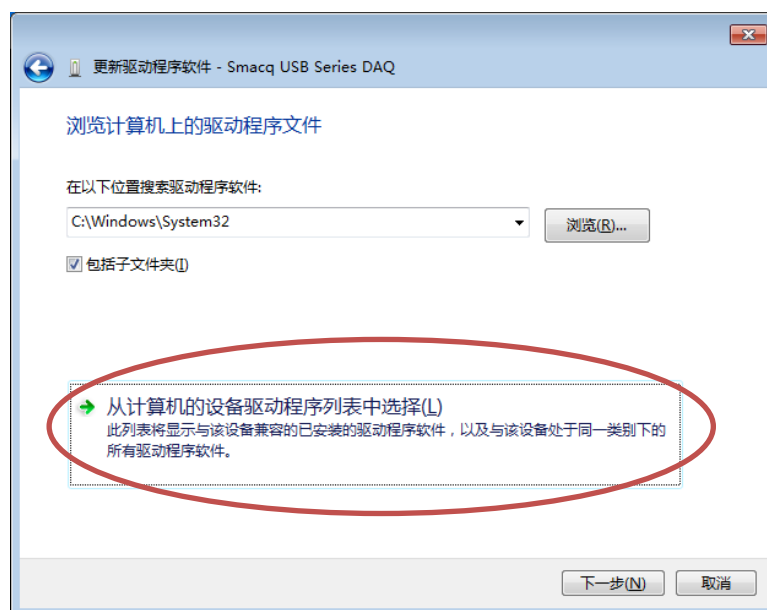 更新驱动程序软件 - Smacq USB Series DAQ
浏览计算机上的驱动程序文件
在以下位置搜索驱动程序软件:
C:\Windows\System32
浏览(R)...
包括子文件夹(I)
从计算机的设备驱动程序列表中选择(L)
此列表将显示与该设备兼容的已安装的驱动程序软件，以及与该设备处于同一类别下的
所有驱动程序软件。
下一步(N)
取消